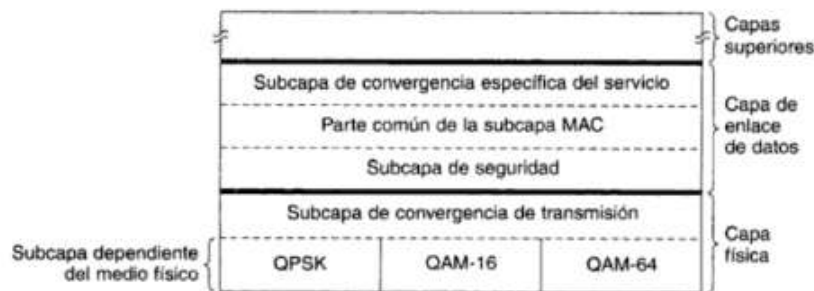 Capas
superiores
Subcapa de convergencia específica del servicio
Parte común de la subcapa MAC
Subcapa de seguridad
Capa de
enlace
de datos
Subcapa de convergencia de transmisión
Subcapa dependiente
del medio físico
QPSK
QAM-16
QAM-64
Capa
física